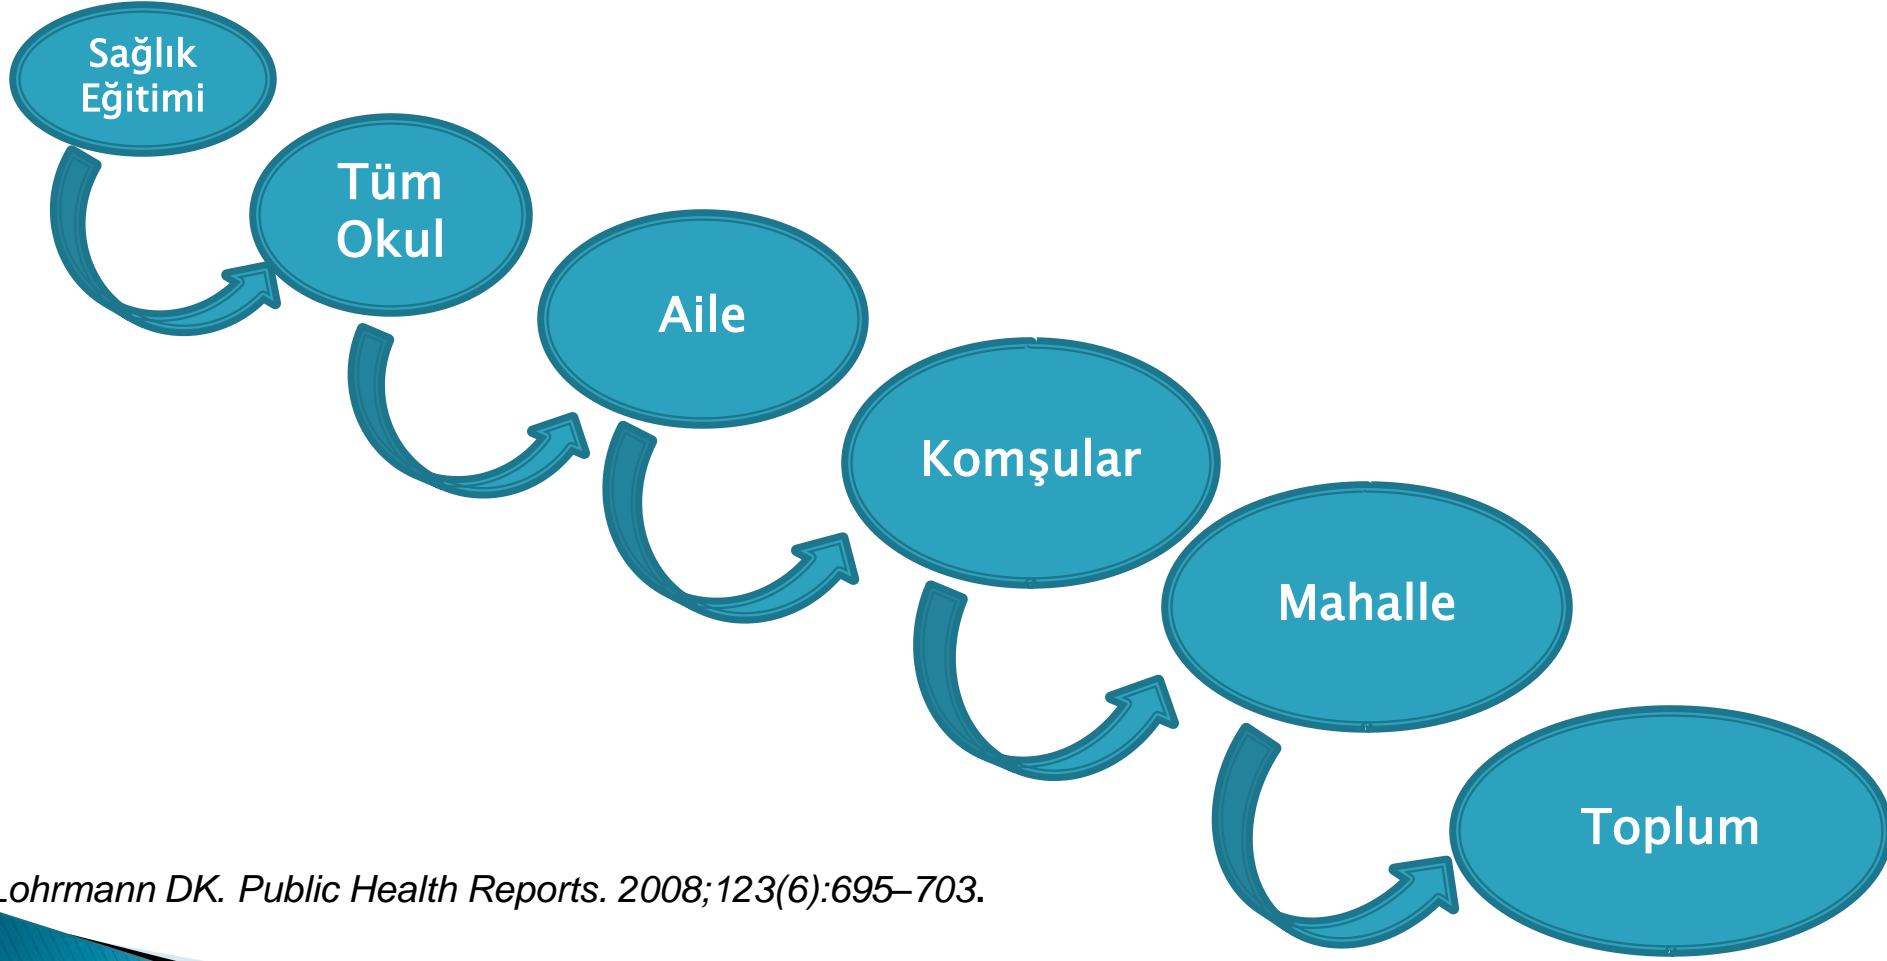 Sağlık
Eğitimi
Tüm
Okul
Aile
Komşular
Mahalle
Toplum
Lohrmann DK. Public Health Reports. 2008;123(6):695–703.